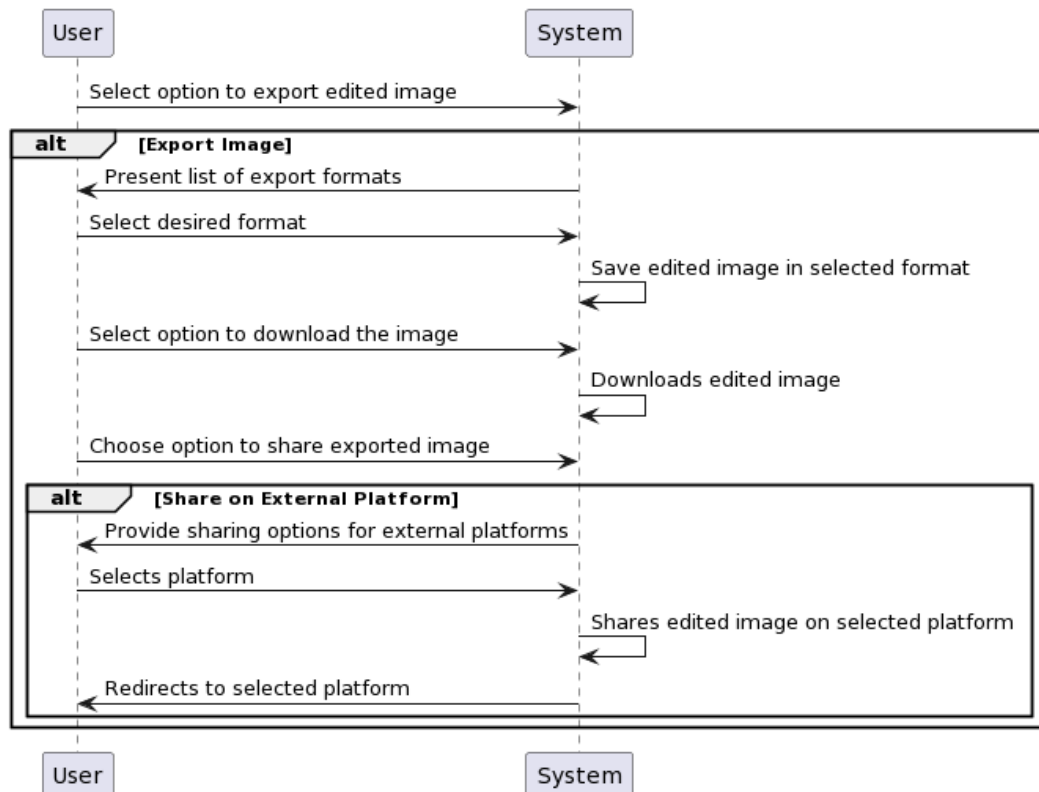 User System
Select option to export edited image
alt [Export Image]
Present list of export formats
Select desired format
Save edited image in selected format
Select option to download the image
Downloads edited image
Choose option to share exported image
alt [Share on External Platform]
Provide sharing options for external platforms
Selects platform
Shares edited image on selected platform
Redirects to selected platform
User System